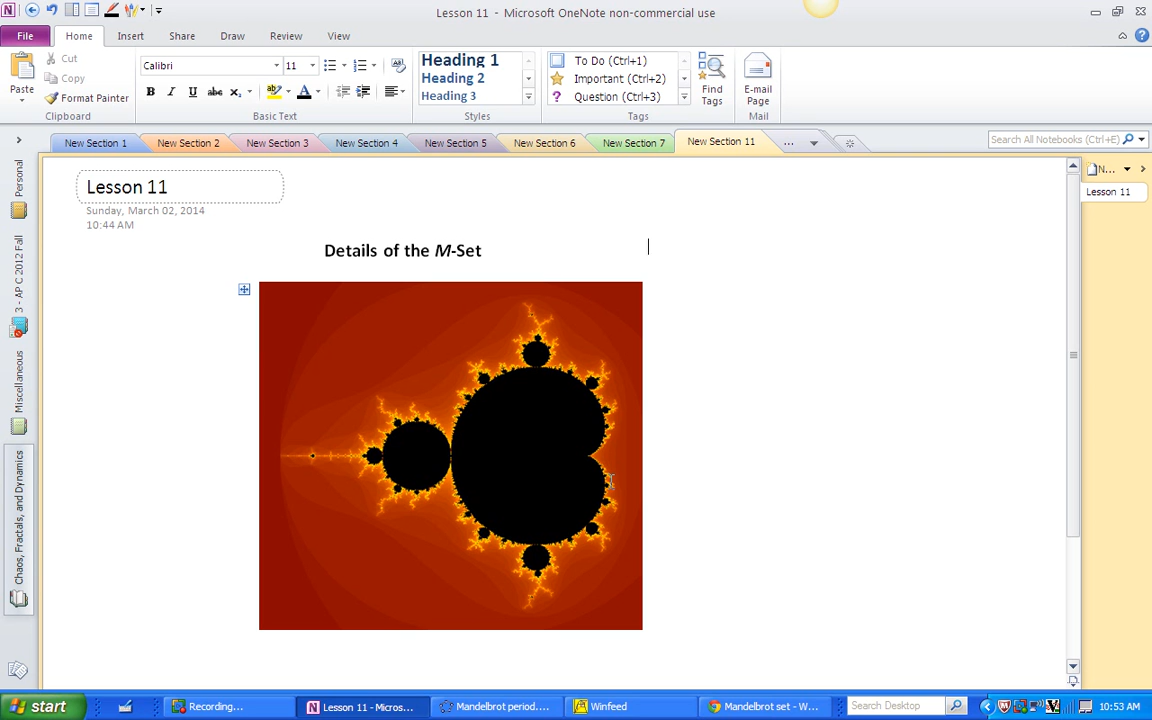 Lesson 11 - Microsoft OneNote non-commercial use
File Home Insert Share Draw Review View
Paste
Cut
Copy
Format Painter
Clipboard
Calibri 11
B I U abc x₂ ab A
Basic Text
Heading 1
Heading 2
Heading 3
Styles
To Do (Ctrl+1)
Important (Ctrl+2)
? Question (Ctrl+3)
Tags
Find
Tags
E-mail
Page
Mail
New Section 1 New Section 2 New Section 3 New Section 4 New Section 5 New Section 6 New Section 7 New Section 11 ...
Search All Notebooks (Ctrl+E)
Personal
3 - AP C 2012 Fall
Miscellaneous
Chaos, Fractals, and Dynamics
Lesson 11
Sunday, March 02, 2014
10:44 AM
Details of the M-Set
N...
Lesson 11
start
Recording...
Lesson 11 - Micros...
Mandelbrot period....
Winfeed
Mandelbrot set - W...
Search Desktop
10:53 AM